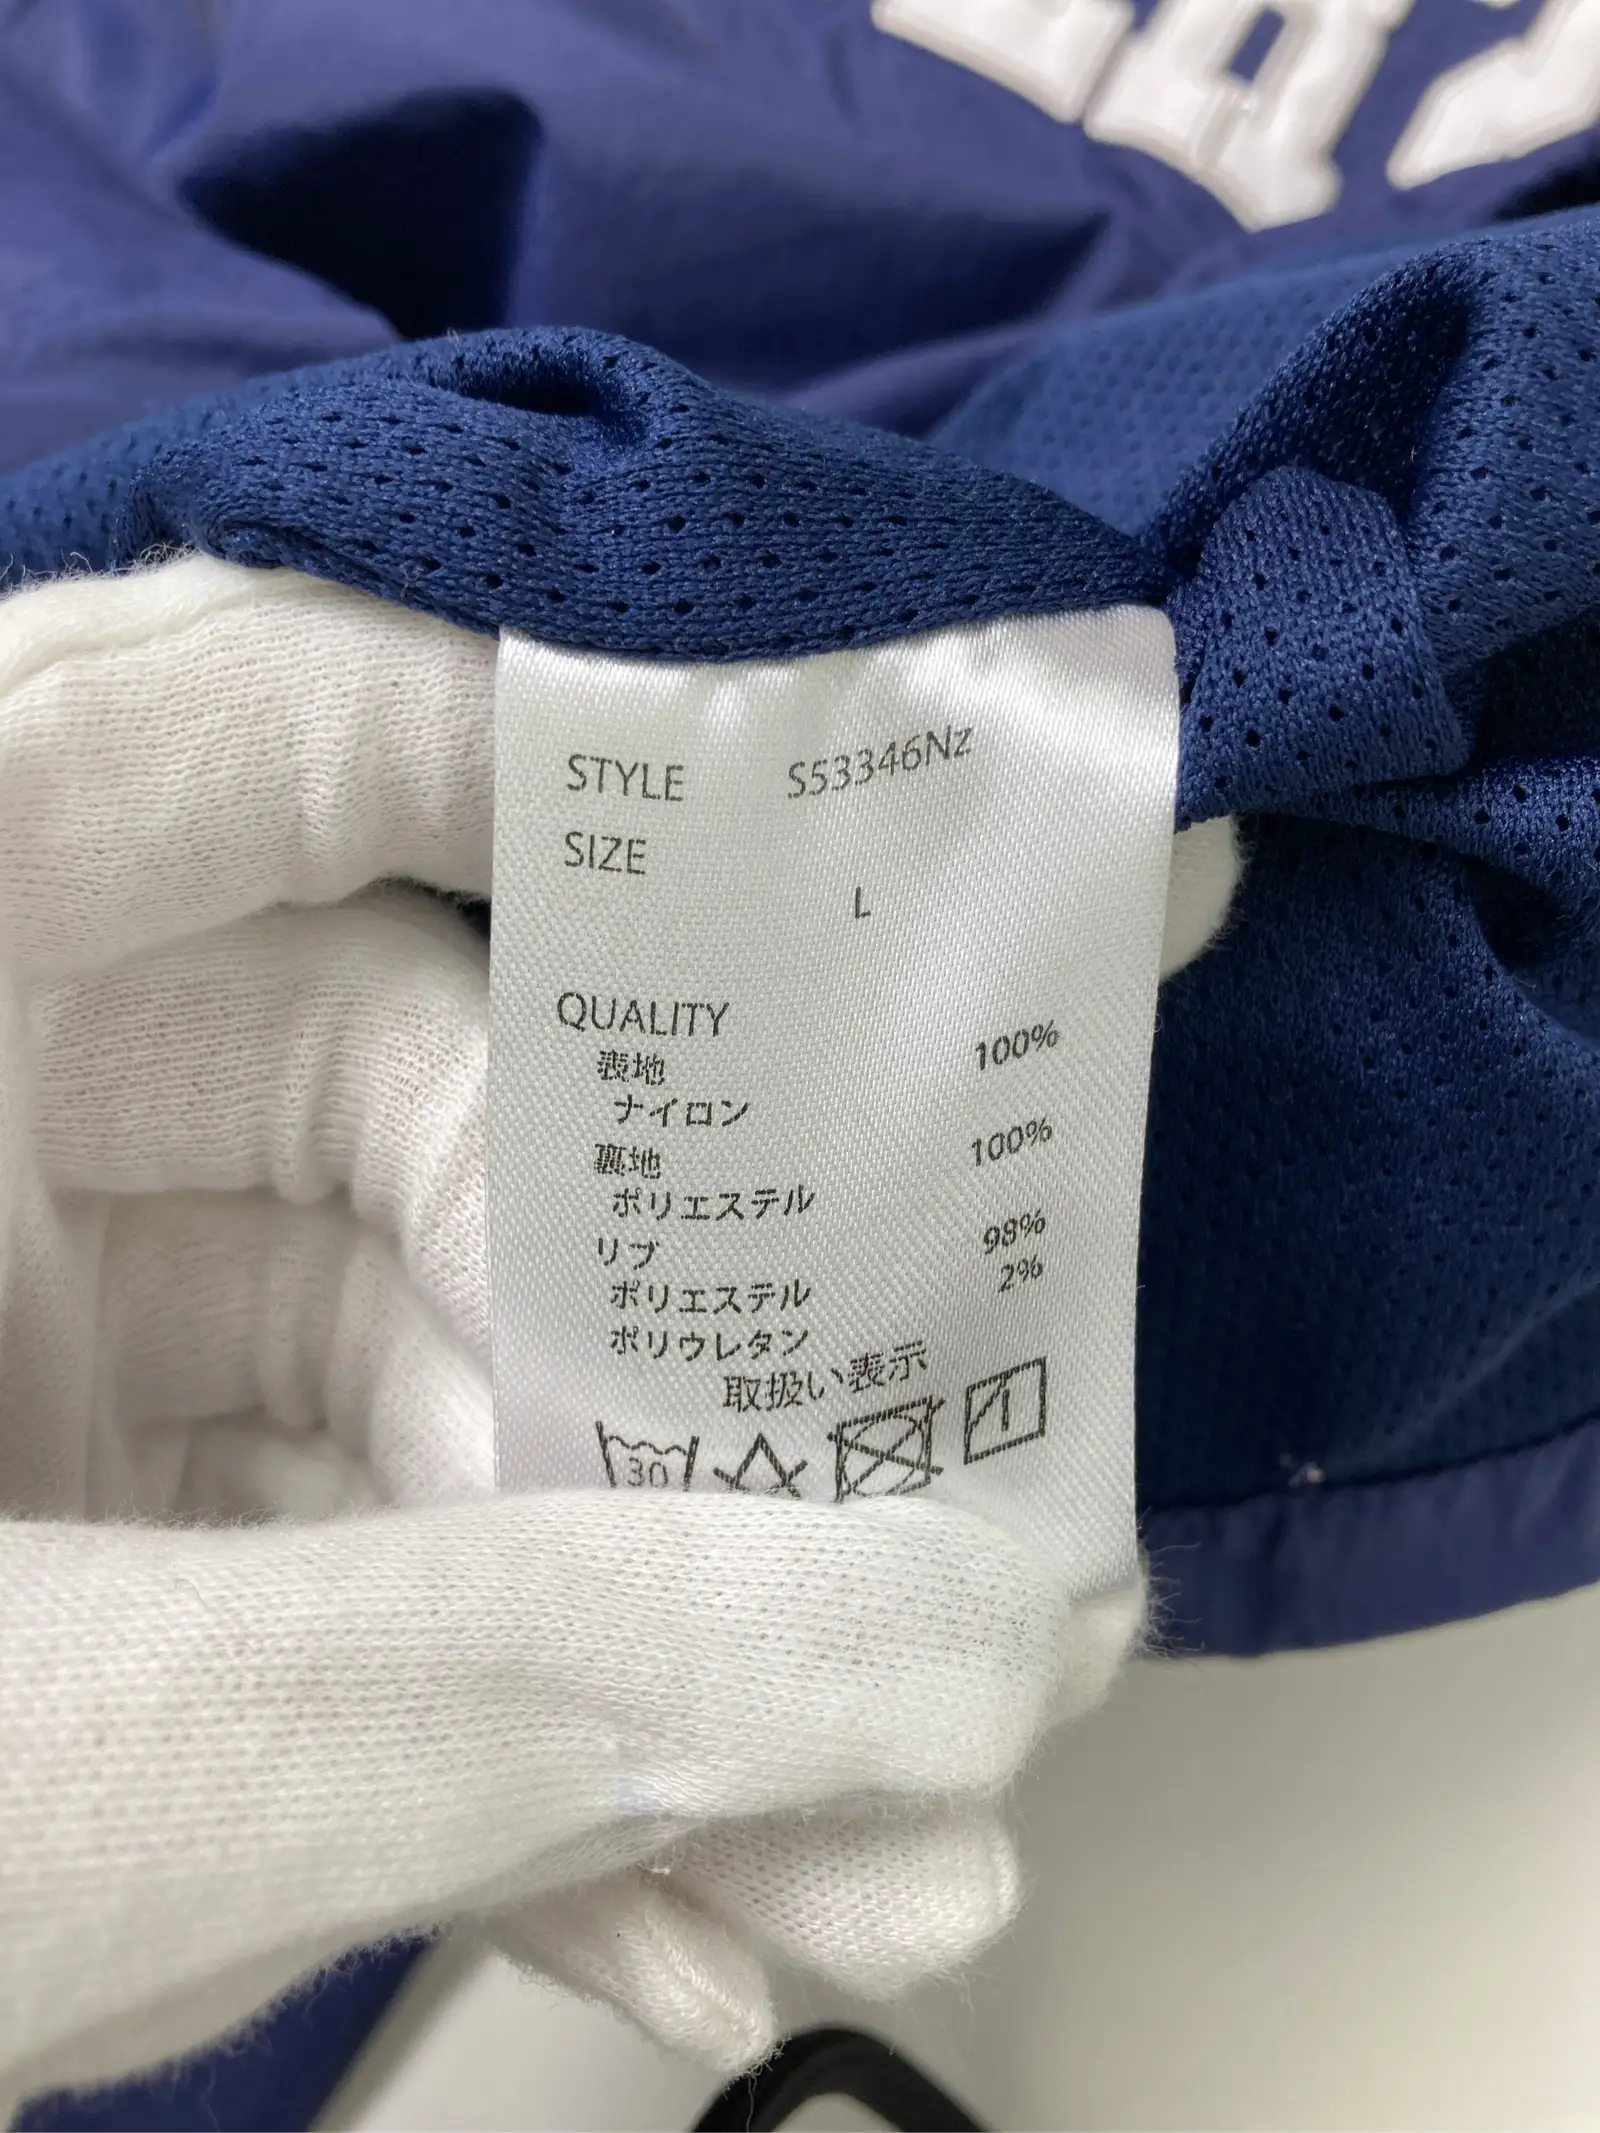 STYLE S53346Nz
SIZE
L
QUALITY
表地 100%
ナイロン
裏地 100%
ポリエステル
リブ 98%
ポリエステル 2%
ポリウレタン
取扱い表示
30